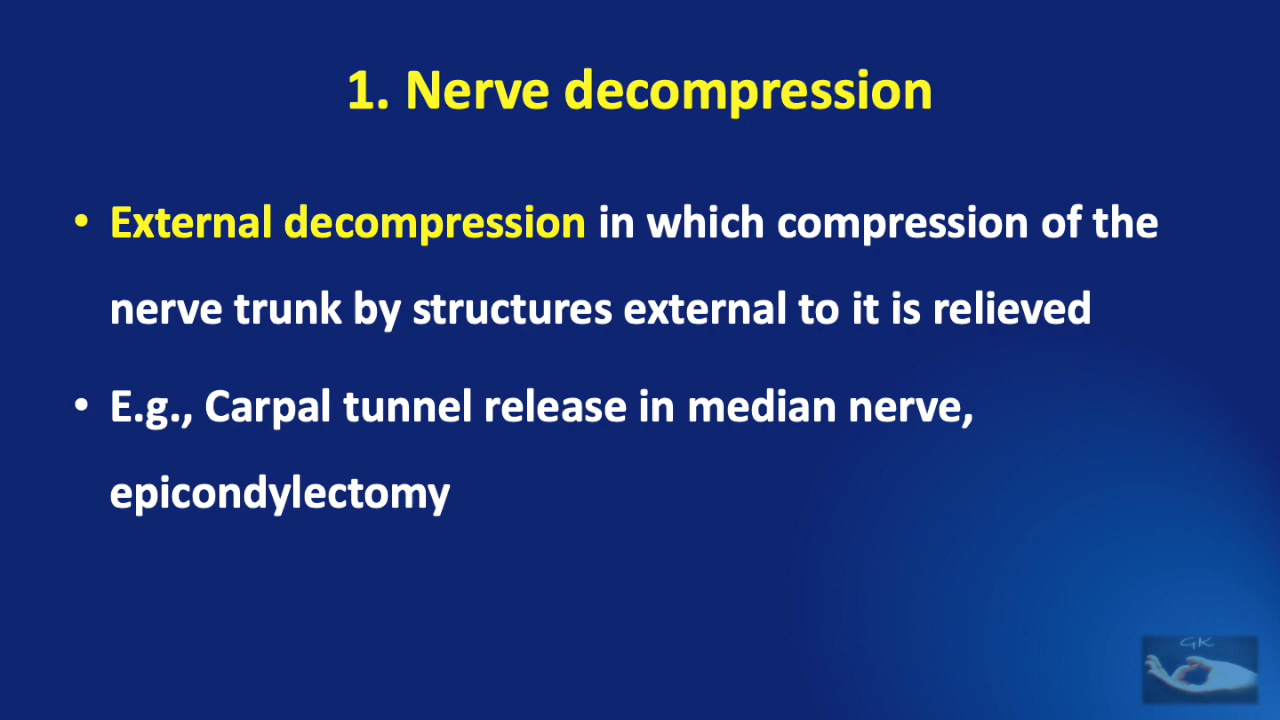 1. Nerve decompression
• External decompression in which compression of the
nerve trunk by structures external to it is relieved
• E.g., Carpal tunnel release in median nerve,
epicondylectomy
GK